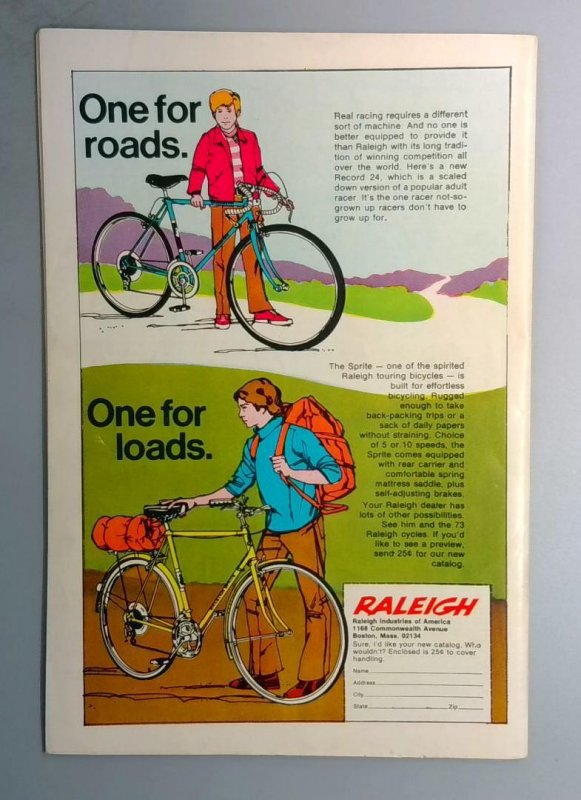 One for
roads.
Real racing requires a different
sort of machine. And no one is
better equipped to provide it
than Raleigh with its long tradi-
tion of winning competition all
over the world. Here's a new
Record 24, which is a scaled
down version of a popular adult
racer. It's the one racer not-so-
grown up racers don't have to
grow up for.
The Sprite — one of the spirited
Raleigh touring bicycles — is
built for effortless
bicycling. Rugged
enough to take
back-packing trips or a
sack of daily papers
without straining. Choice
of 5 or 10 speeds, the
Sprite comes equipped
with rear carrier and
comfortable spring
mattress saddle, plus
self-adjusting brakes.
Your Raleigh dealer has
lots of other possibilities.
See him and the 73
Raleigh cycles. If you'd
like to see a preview,
send 25¢ for our new
catalog.
One for
loads.
RALEIGH
Raleigh Industries of America
1168 Commonwealth Avenue
Boston, Mass. 02134
Sure, I'd like your new catalog. Who
wouldn't? Enclosed is 25¢ to cover
handling.
Name
Address
City
State Zip